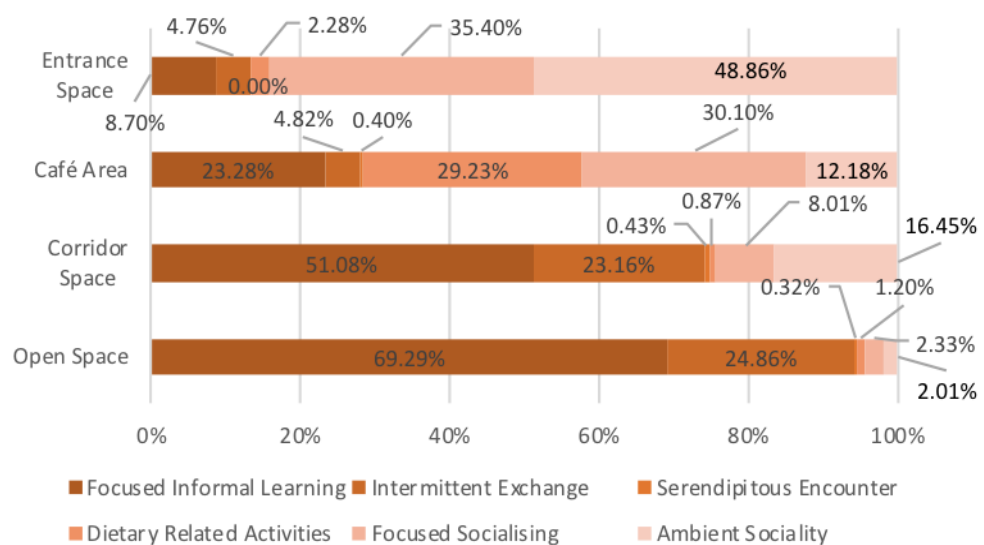 4.76% 2.28% 35.40%
Entrance
Space
48.86%
0.00%
8.70%
4.82% 0.40% 30.10%
Café Area
23.28% 29.23% 12.18%
0.43% 0.87% 8.01%
16.45%
Corridor
Space
51.08% 23.16%
0.32% 1.20%
Open Space
69.29% 24.86% 2.33%
2.01%
0% 20% 40% 60% 80% 100%
Focused Informal Learning Intermittent Exchange Serendipitous Encounter
Dietary Related Activities Focused Socialising Ambient Sociality